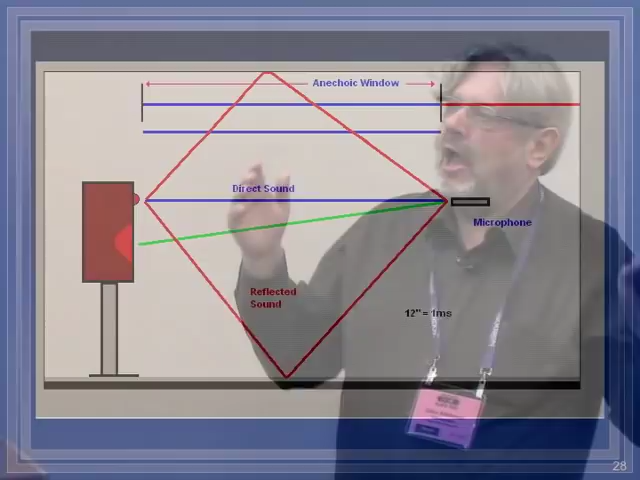 Anechoic Window
Direct Sound
Microphone
Reflected
Sound
12" = 1ms
28